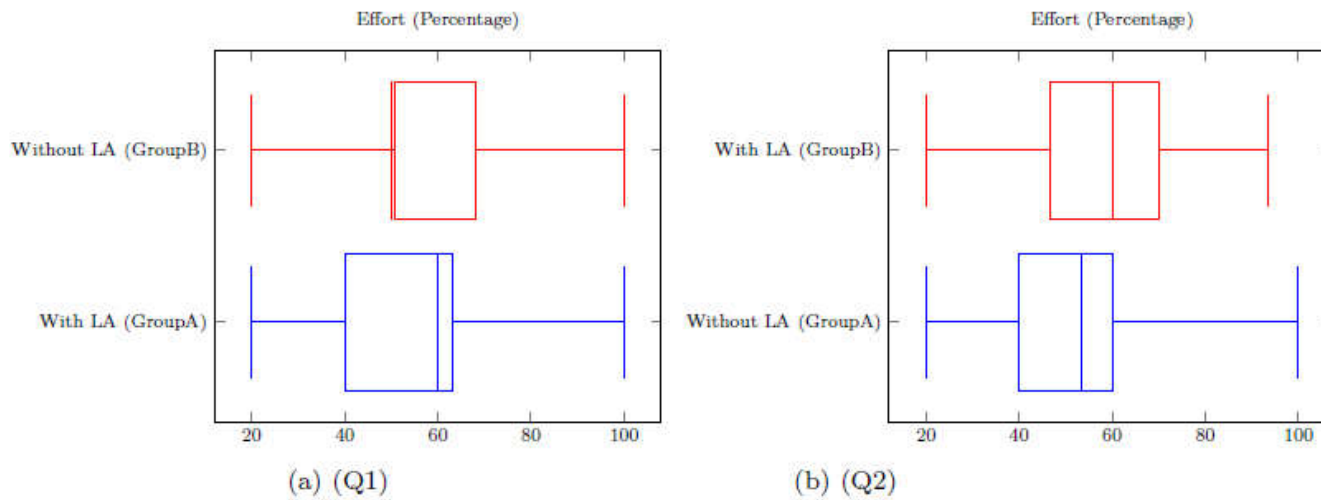 Effort (Percentage)
Without LA (GroupB)
With LA (GroupA)
20 40 60 80 100
(a) (Q1)
Effort (Percentage)
With LA (GroupB)
Without LA (GroupA)
20 40 60 80 100
(b) (Q2)